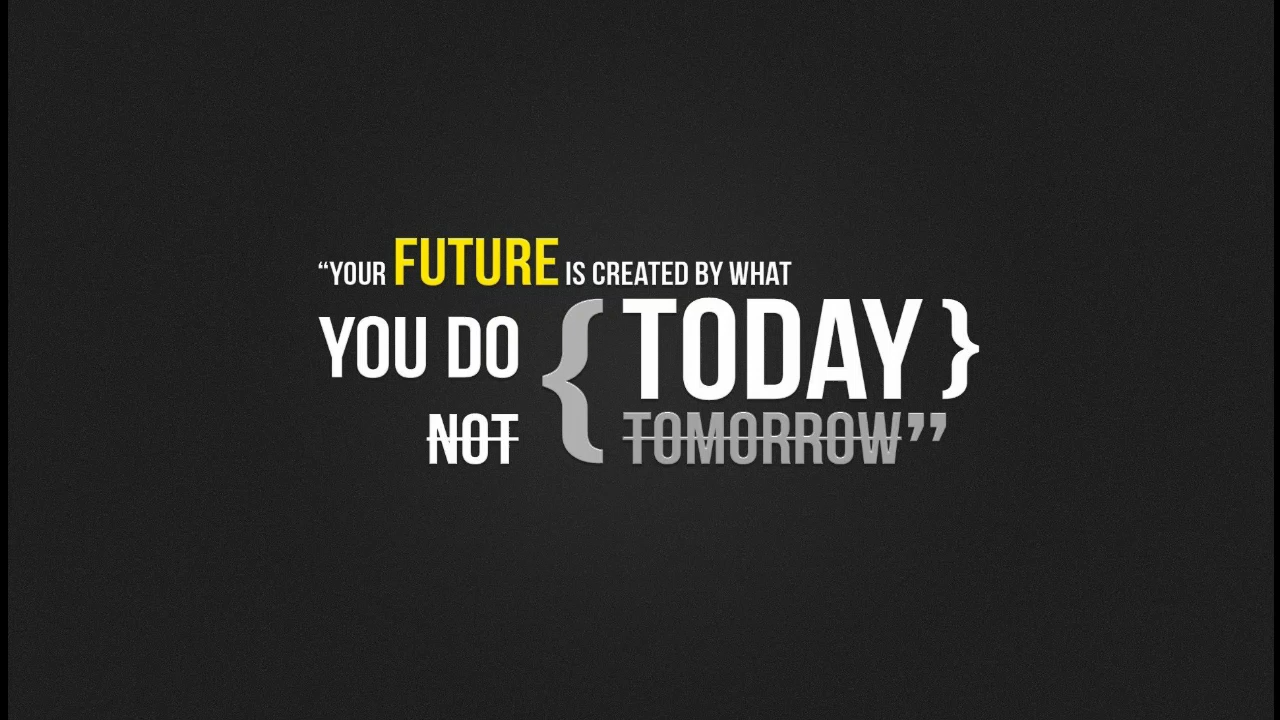 “YOUR FUTURE IS CREATED BY WHAT
YOU DO { TODAY }
NOT TOMORROW”